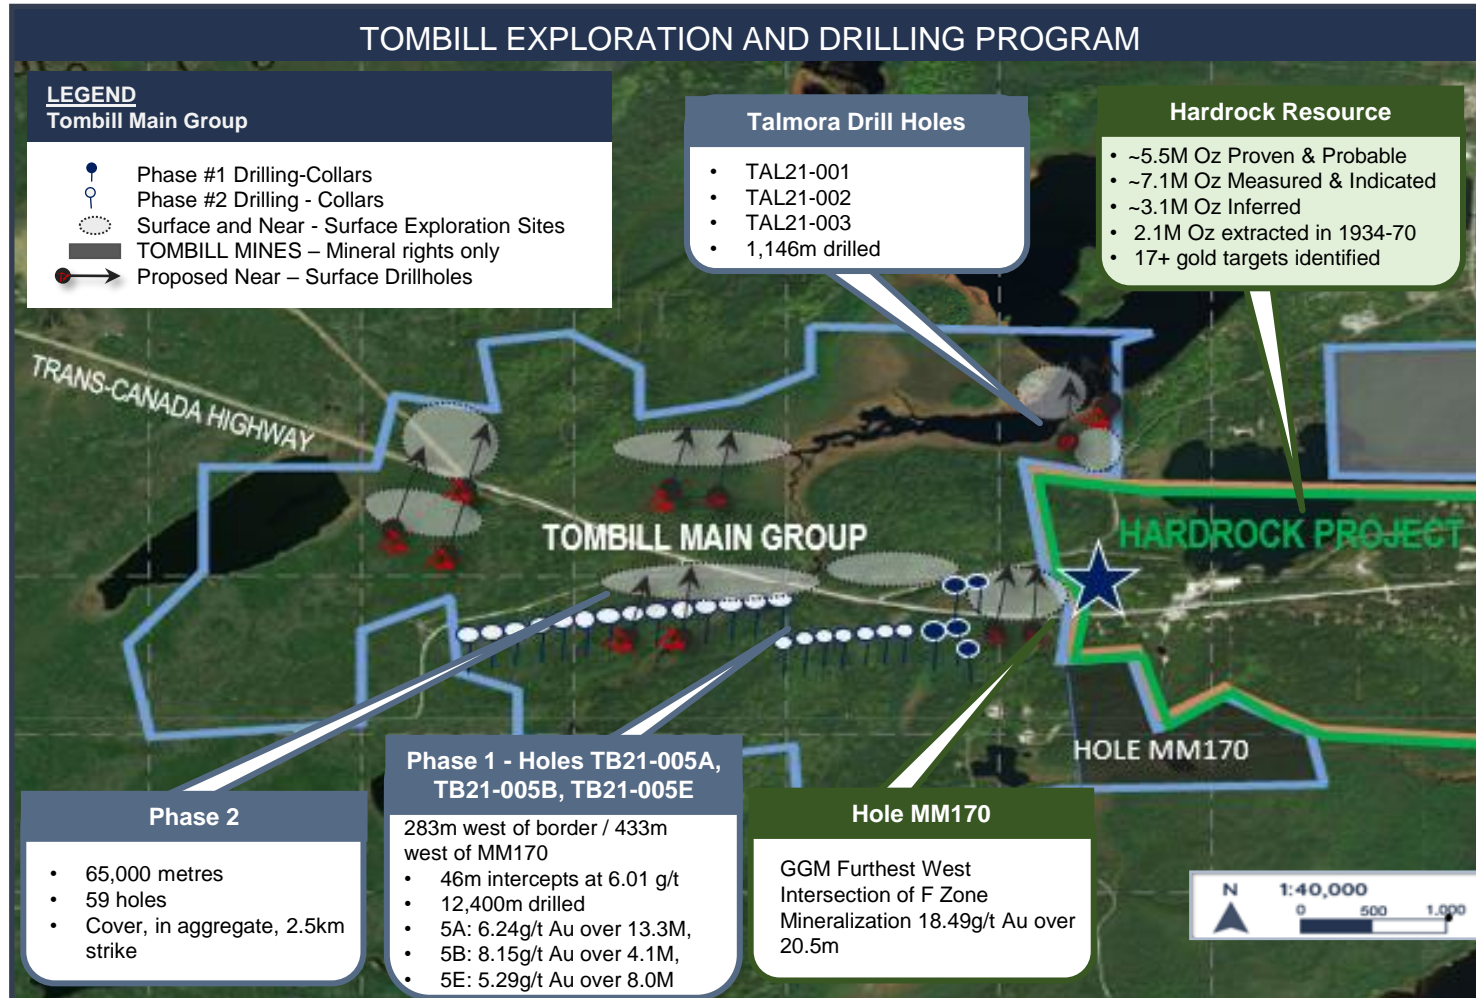 TOMBILL EXPLORATION AND DRILLING PROGRAM
LEGEND
Tombill Main Group
Phase #1 Drilling-Collars
Phase #2 Drilling - Collars
Surface and Near - Surface Exploration Sites
TOMBILL MINES – Mineral rights only
Proposed Near – Surface Drillholes
Talmora Drill Holes
• TAL21-001
• TAL21-002
• TAL21-003
• 1,146m drilled
Hardrock Resource
• ~5.5M Oz Proven & Probable
• ~7.1M Oz Measured & Indicated
• ~3.1M Oz Inferred
• 2.1M Oz extracted in 1934-70
• 17+ gold targets identified
TRANS-CANADA HIGHWAY
TOMBILL MAIN GROUP
HARDROCK PROJECT
HOLE MM170
Phase 2
• 65,000 metres
• 59 holes
• Cover, in aggregate, 2.5km
strike
Phase 1 - Holes TB21-005A,
TB21-005B, TB21-005E
283m west of border / 433m
west of MM170
• 46m intercepts at 6.01 g/t
• 12,400m drilled
• 5A: 6.24g/t Au over 13.3M,
• 5B: 8.15g/t Au over 4.1M,
• 5E: 5.29g/t Au over 8.0M
Hole MM170
GGM Furthest West
Intersection of F Zone
Mineralization 18.49g/t Au over
20.5m
N 1:40,000
0 500 1.000